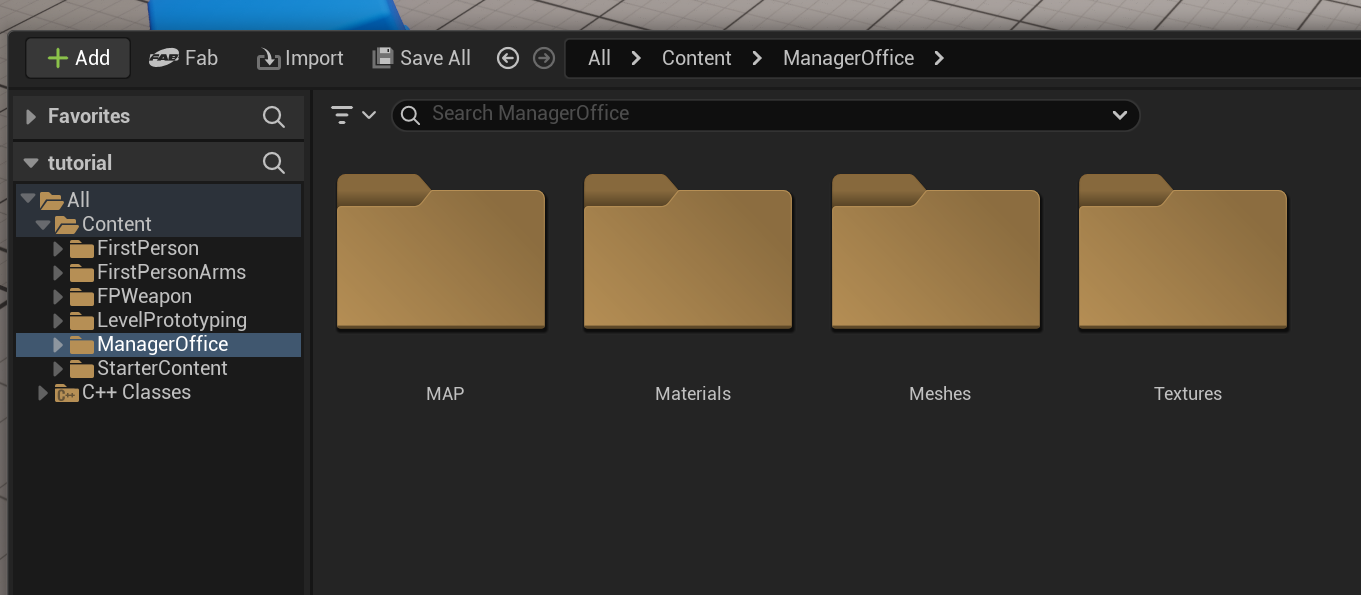 Add
FAB Fab
Import
Save All
All
Content
ManagerOffice
Favorites
Search ManagerOffice
tutorial
All
Content
FirstPerson
FirstPersonArms
FPWeapon
LevelPrototyping
ManagerOffice
StarterContent
C++ C++ Classes
MAP
Materials
Meshes
Textures